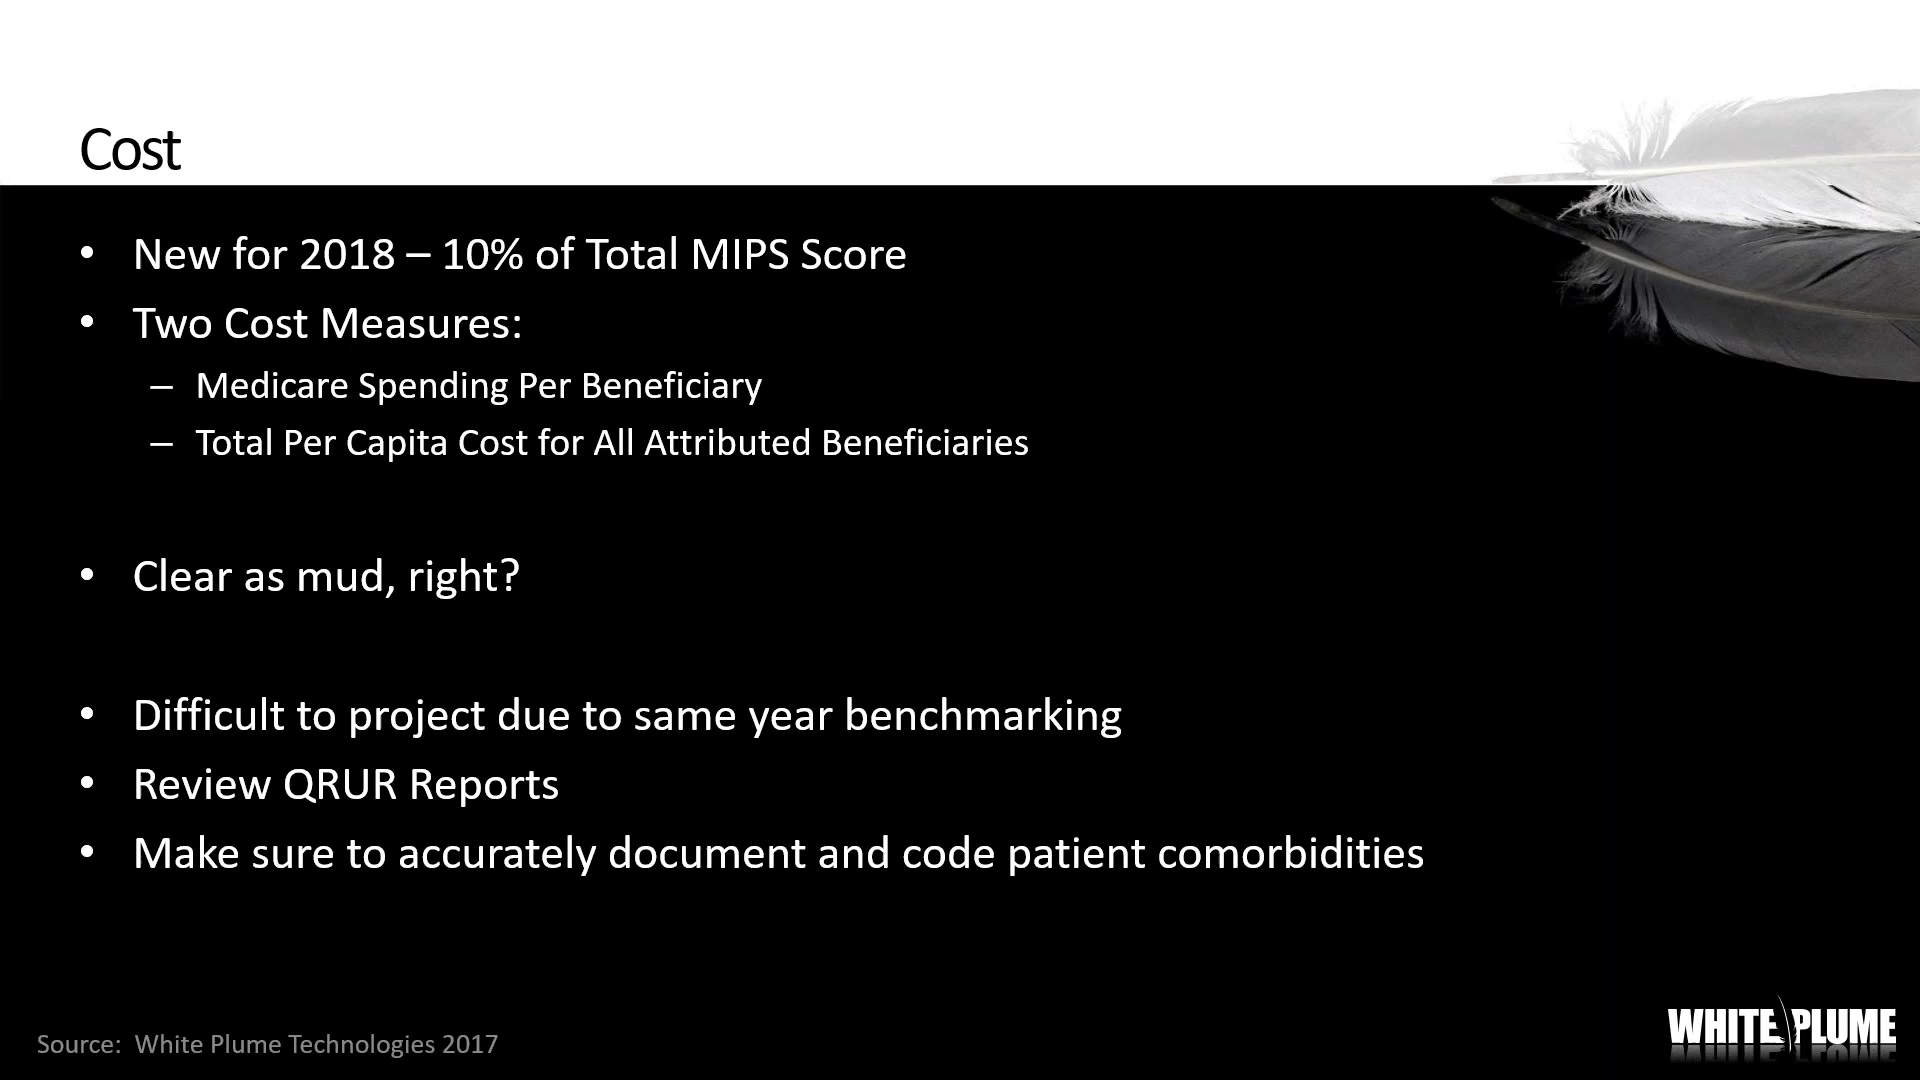 Cost
• New for 2018 – 10% of Total MIPS Score
• Two Cost Measures:
– Medicare Spending Per Beneficiary
– Total Per Capita Cost for All Attributed Beneficiaries
• Clear as mud, right?
• Difficult to project due to same year benchmarking
• Review QRUR Reports
• Make sure to accurately document and code patient comorbidities
Source: White Plume Technologies 2017
WHITE PLUME